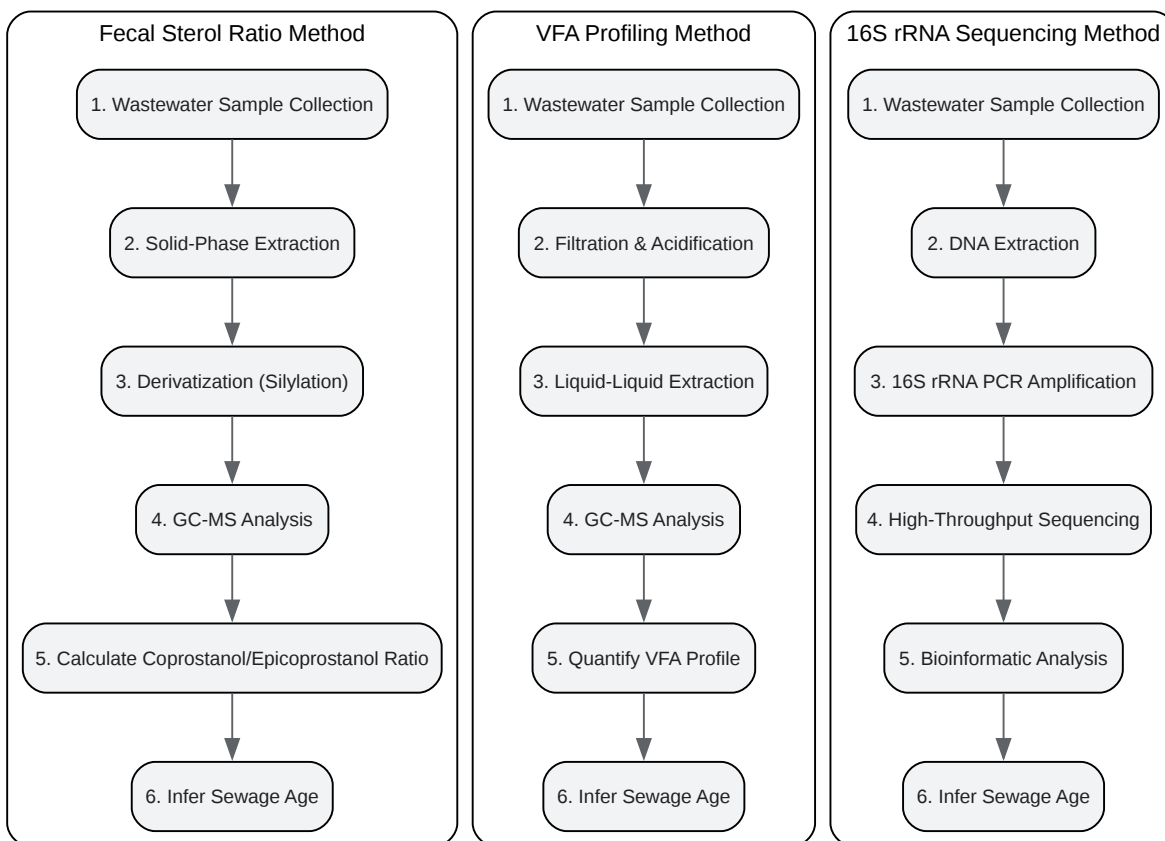 Fecal Sterol Ratio Method
1. Wastewater Sample Collection
2. Solid-Phase Extraction
3. Derivatization (Silylation)
4. GC-MS Analysis
5. Calculate Coprostanol/Epicoprostanol Ratio
6. Infer Sewage Age
VFA Profiling Method
1. Wastewater Sample Collection
2. Filtration & Acidification
3. Liquid-Liquid Extraction
4. GC-MS Analysis
5. Quantify VFA Profile
6. Infer Sewage Age
16S rRNA Sequencing Method
1. Wastewater Sample Collection
2. DNA Extraction
3. 16S rRNA PCR Amplification
4. High-Throughput Sequencing
5. Bioinformatic Analysis
6. Infer Sewage Age